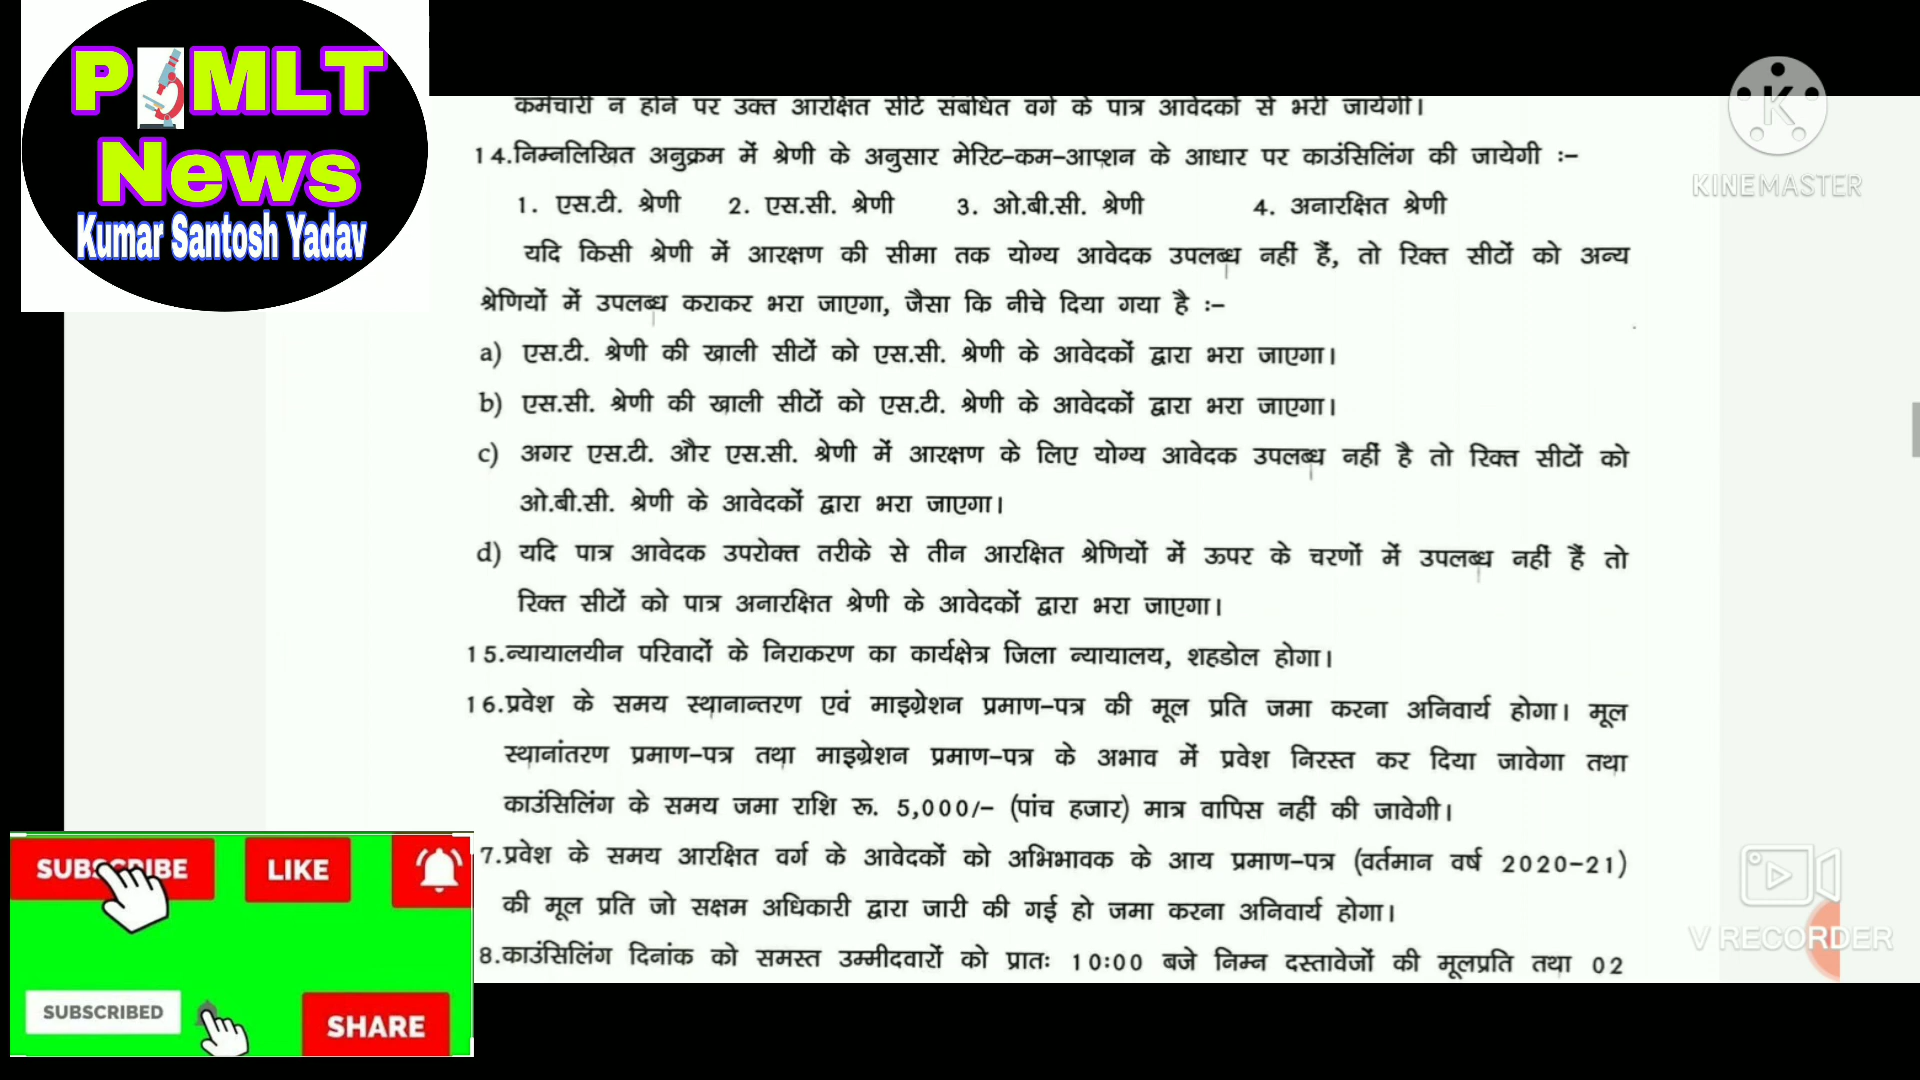 P MLT
News
Kumar Santosh Yadav
KINEMASTER
कर्मचारी न होने पर उक्त आरक्षित सीटें संबंधित वर्ग के पात्र आवेदकों से भरी जायेगी।
14.निम्नलिखित अनुक्रम में श्रेणी के अनुसार मेरिट-कम-आप्शन के आधार पर काउंसिलिंग की जायेगी :-
1. एस.टी. श्रेणी 2. एस.सी. श्रेणी 3. ओ.बी.सी. श्रेणी 4. अनारक्षित श्रेणी
यदि किसी श्रेणी में आरक्षण की सीमा तक योग्य आवेदक उपलब्ध नहीं हैं, तो रिक्त सीटों को अन्य
श्रेणियों में उपलब्ध कराकर भरा जाएगा, जैसा कि नीचे दिया गया है :-
a) एस.टी. श्रेणी की खाली सीटों को एस.सी. श्रेणी के आवेदकों द्वारा भरा जाएगा।
b) एस.सी. श्रेणी की खाली सीटों को एस.टी. श्रेणी के आवेदकों द्वारा भरा जाएगा।
c) अगर एस.टी. और एस.सी. श्रेणी में आरक्षण के लिए योग्य आवेदक उपलब्ध नहीं है तो रिक्त सीटों को
ओ.बी.सी. श्रेणी के आवेदकों द्वारा भरा जाएगा।
d) यदि पात्र आवेदक उपरोक्त तरीके से तीन आरक्षित श्रेणियों में ऊपर के चरणों में उपलब्ध नहीं हैं तो
रिक्त सीटों को पात्र अनारक्षित श्रेणी के आवेदकों द्वारा भरा जाएगा।
15.न्यायालयीन परिवादों के निराकरण का कार्यक्षेत्र जिला न्यायालय, शहडोल होगा।
16.प्रवेश के समय स्थानान्तरण एवं माइग्रेशन प्रमाण-पत्र की मूल प्रति जमा करना अनिवार्य होगा। मूल
स्थानांतरण प्रमाण-पत्र तथा माइग्रेशन प्रमाण-पत्र के अभाव में प्रवेश निरस्त कर दिया जावेगा तथा
काउंसिलिंग के समय जमा राशि रू. 5,000/- (पांच हजार) मात्र वापिस नहीं की जावेगी।
7.प्रवेश के समय आरक्षित वर्ग के आवेदकों को अभिभावक के आय प्रमाण-पत्र (वर्तमान वर्ष 2020-21)
की मूल प्रति जो सक्षम अधिकारी द्वारा जारी की गई हो जमा करना अनिवार्य होगा।
8.काउंसिलिंग दिनांक को समस्त उम्मीदवारों को प्रातः 10:00 बजे निम्न दस्तावेजों की मूलप्रति तथा 02
SUBSCRIBE LIKE
SUBSCRIBED SHARE
V RECORDER